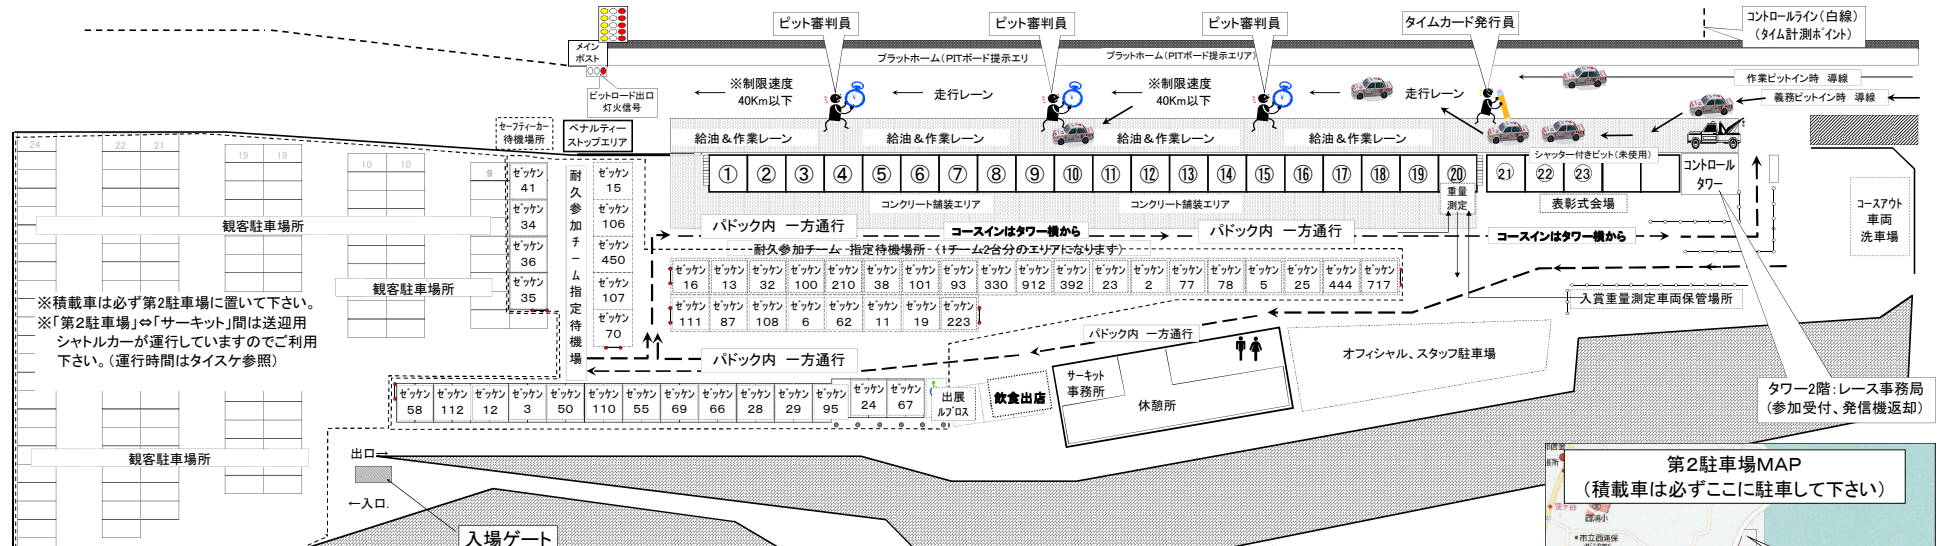 ピット審判員
ピット審判員
ピット審判員
タイムカード発行員
コントロールライン（白線）
（タイム計測ポイント）
メイン
ポスト
プラットホーム（PITボード提示エリ
プラットホーム（PITボード提示エリア）
ピットロード出口
灯火信号
※制限速度
40Km以下
走行レーン
※制限速度
40Km以下
走行レーン
作業ピットイン時 導線
義務ピットイン時 導線
セーフティーカー
待機場所
ペナルティー
ストップエリア
給油＆作業レーン
給油＆作業レーン
給油＆作業レーン
給油＆作業レーン
シャッター付きピット（未使用）
コントロール
タワー
① ② ③ ④ ⑤ ⑥ ⑦ ⑧ ⑨ ⑩ ⑪ ⑫ ⑬ ⑭ ⑮ ⑯ ⑰ ⑱ ⑲ ⑳ ㉑ ㉒ ㉓
重量
測定
表彰式会場
コンクリート舗装エリア
コンクリート舗装エリア
コースアウト
車両
洗車場
24 22 21 19 19 10 10 9
観客駐車場所
観客駐車場所
観客駐車場所
ゼッケン
41
ゼッケン
34
ゼッケン
36
ゼッケン
35
耐久参加チーム指定待機場
ゼッケン
15
ゼッケン
106
ゼッケン
450
ゼッケン
107
ゼッケン
70
パドック内 一方通行
コースインはタワー横から
パドック内 一方通行
コースインはタワー横から
耐久参加チーム 指定待機場所 （1チーム2台分のエリアになります）
ゼッケン ゼッケン ゼッケン ゼッケン ゼッケン ゼッケン ゼッケン ゼッケン ゼッケン ゼッケン ゼッケン ゼッケン ゼッケン ゼッケン ゼッケン ゼッケン ゼッケン ゼッケン ゼッケン
16 13 32 100 210 38 101 93 330 912 392 23 2 77 78 5 25 444 717
ゼッケン ゼッケン ゼッケン ゼッケン ゼッケン ゼッケン ゼッケン ゼッケン
111 87 108 6 62 11 19 223
入賞重量測定車両保管場所
※積載車は必ず第2駐車場に置いて下さい。
※「第2駐車場」⇔「サーキット」間は送迎用
シャトルカーが運行していますのでご利用
下さい。（運行時間はタイスケ参照）
パドック内 一方通行
パドック内 一方通行
オフィシャル、スタッフ駐車場
サーキット
事務所
休憩所
ゼッケン ゼッケン ゼッケン ゼッケン ゼッケン ゼッケン ゼッケン ゼッケン ゼッケン ゼッケン ゼッケン ゼッケン ゼッケン ゼッケン
58 112 12 3 50 110 55 69 66 28 29 95 24 67
出展
ルブロス
飲食出店
タワー2階：レース事務局
（参加受付、発信機返却）
出口→
←入口.
入場ゲート
第2駐車場MAP
（積載車は必ずここに駐車して下さい）
西浦小
市立西浦保